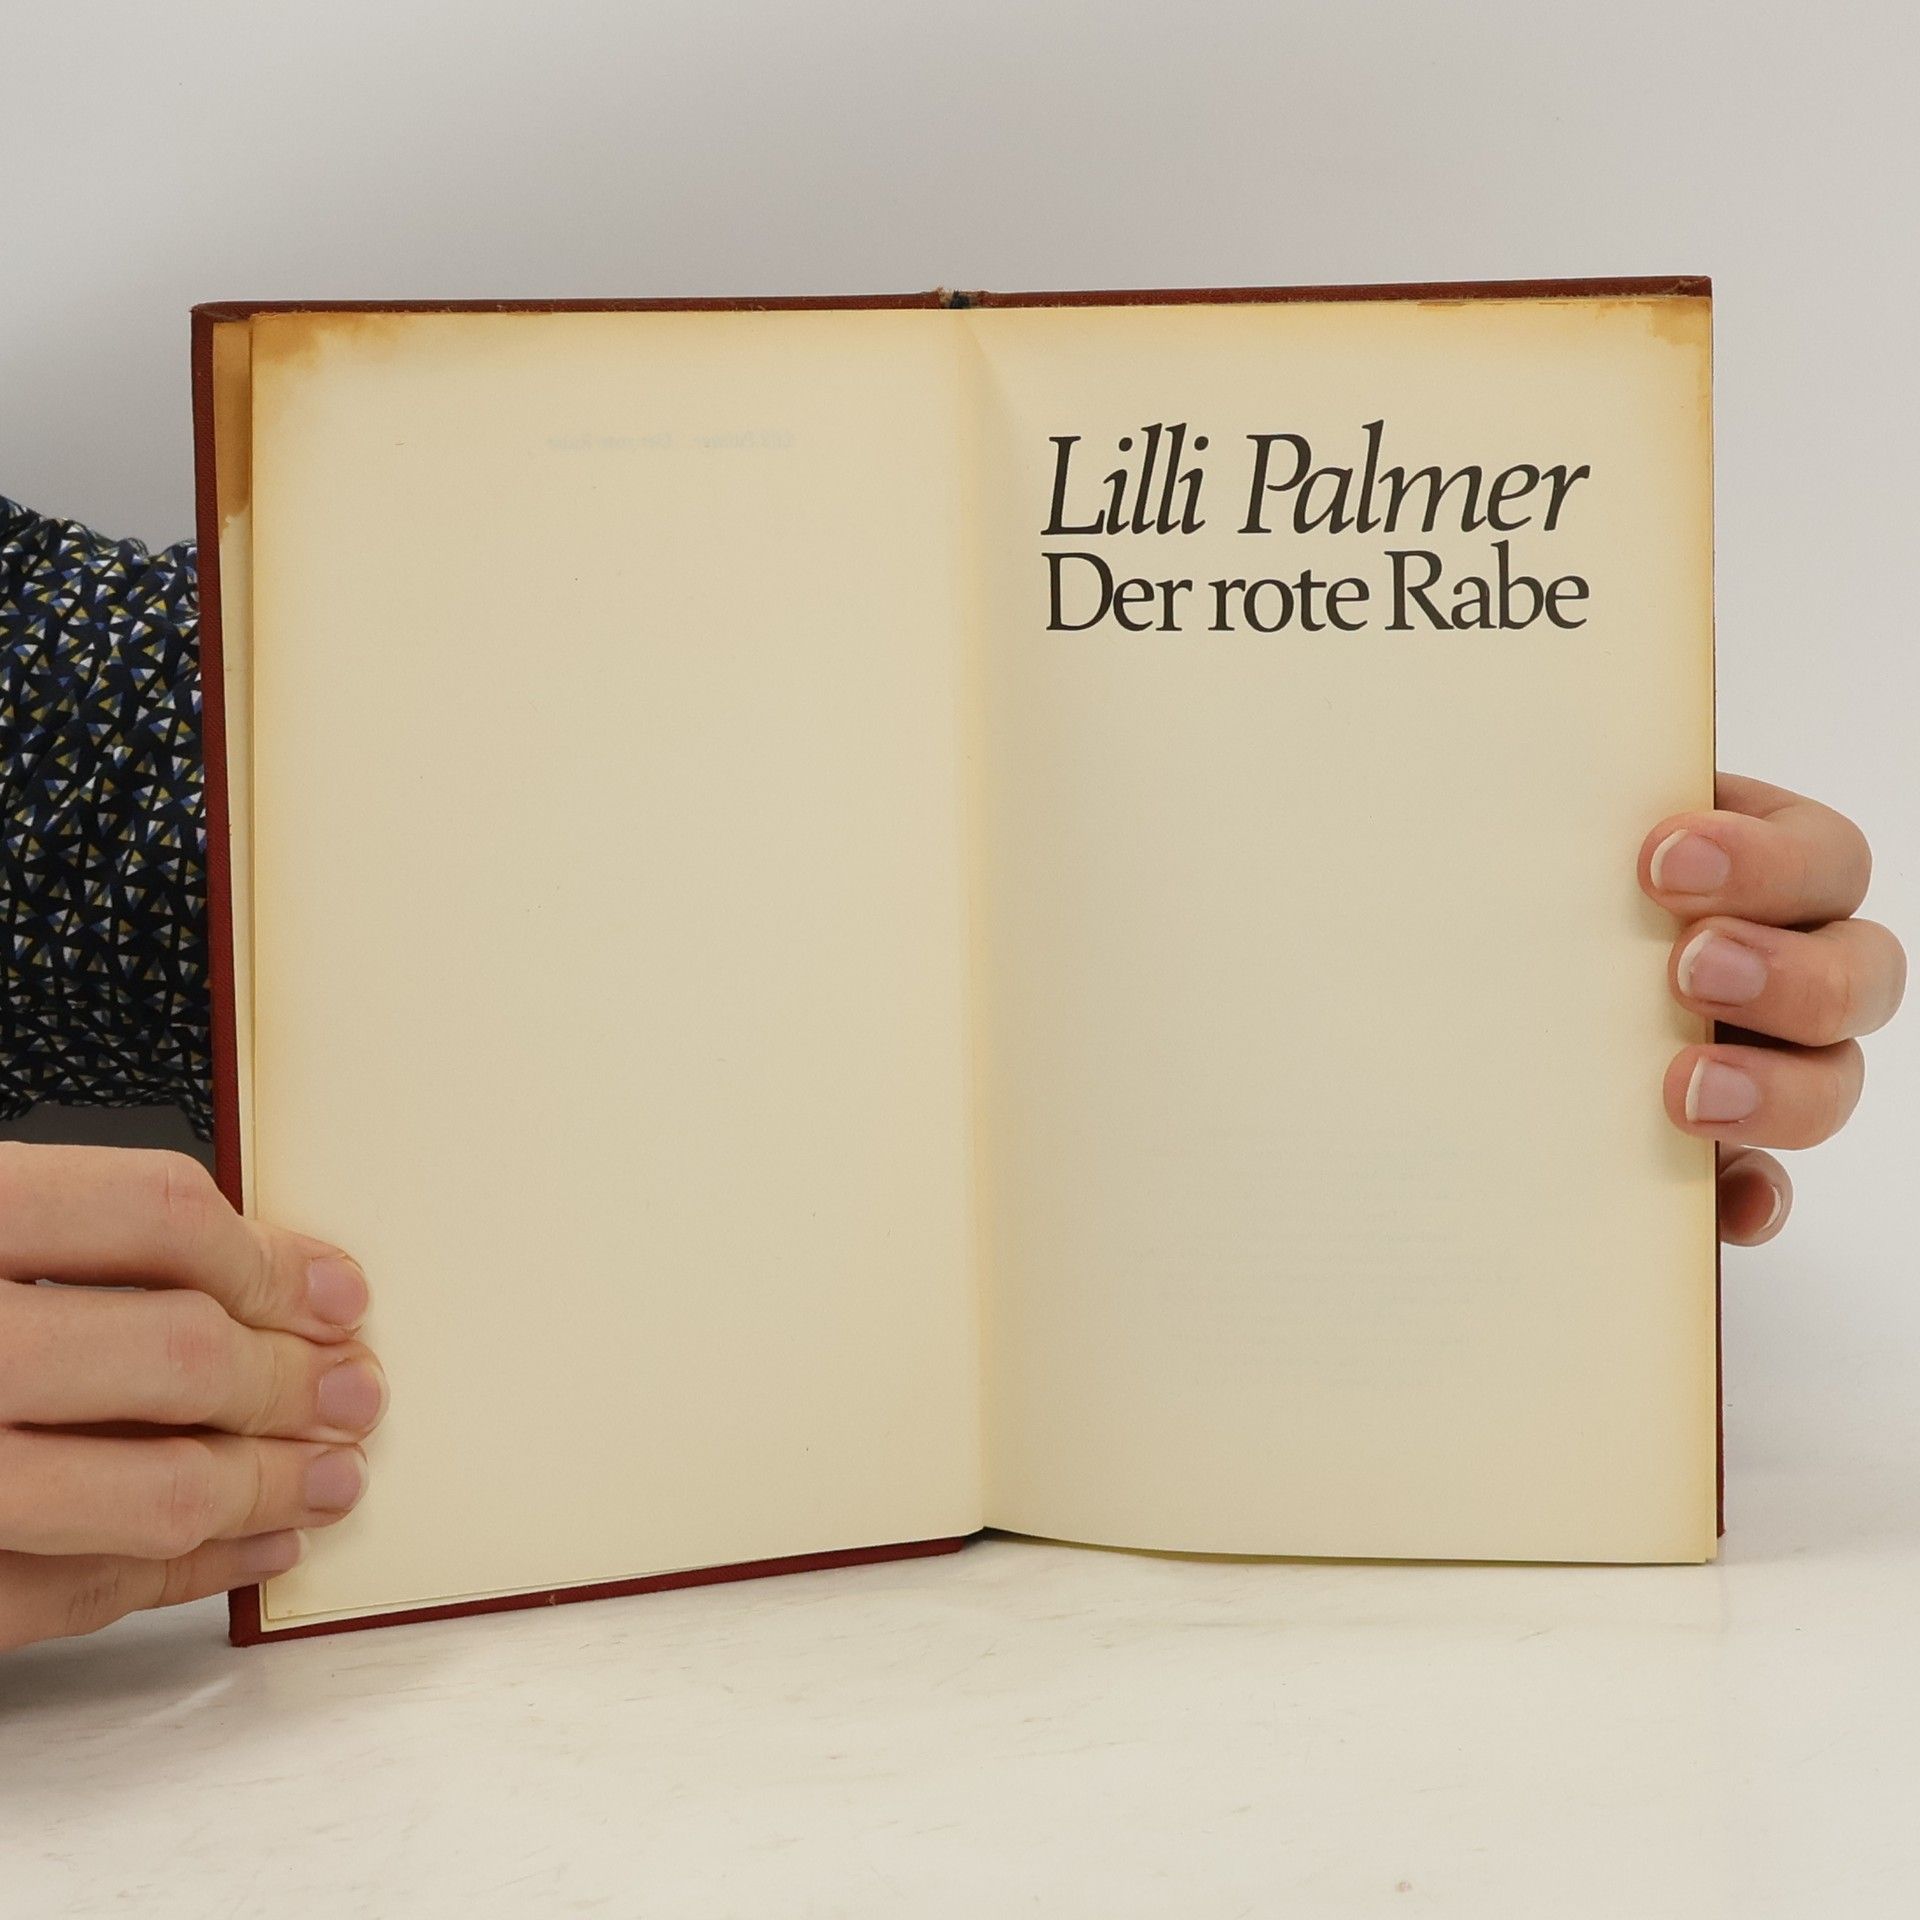 Lilli Palmer
Der rote Rabe